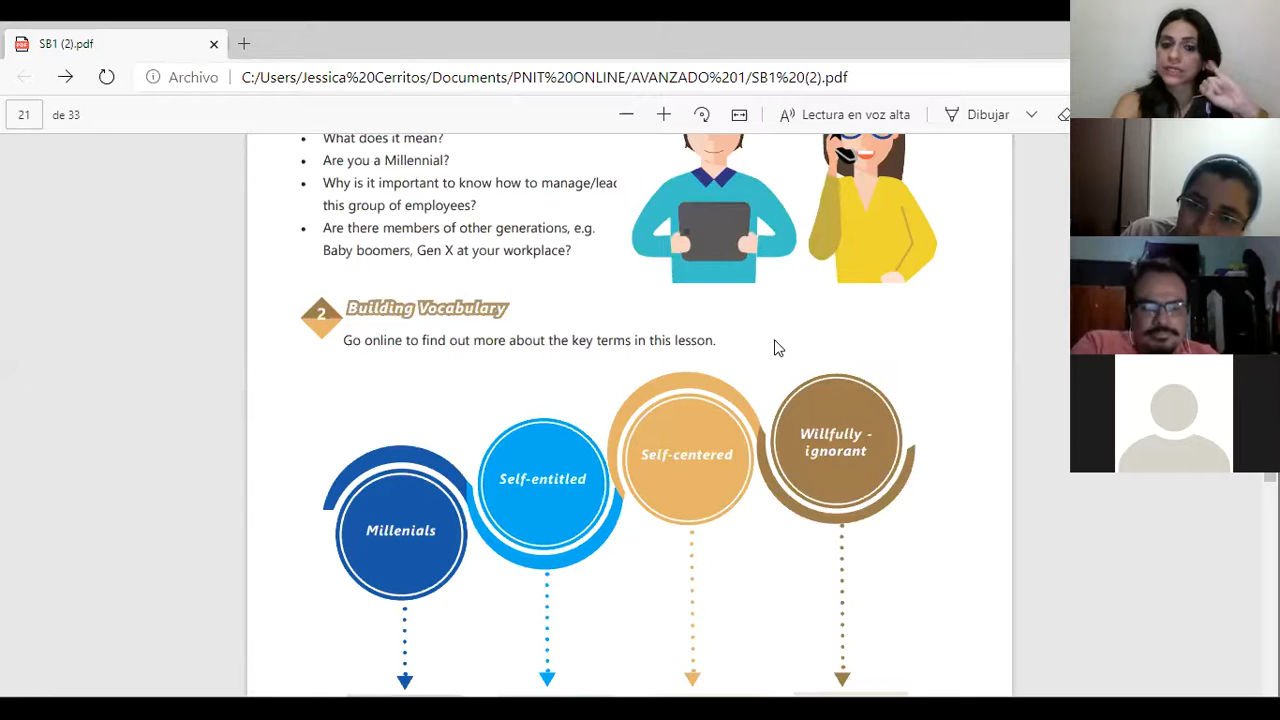 SB1 (2).pdf
Archivo
C:/Users/Jessica%20Cerritos/Documents/PNIT%20ONLINE/AVANZADO%201/SB1%20(2).pdf
21
de 33
Lectura en voz alta
Dibujar
• What does it mean?
• Are you a Millennial?
• Why is it important to know how to manage/lead
this group of employees?
• Are there members of other generations, e.g.
Baby boomers, Gen X at your workplace?
2
Building Vocabulary
Go online to find out more about the key terms in this lesson.
Millenials
Self-entitled
Self-centered
Willfully -
ignorant